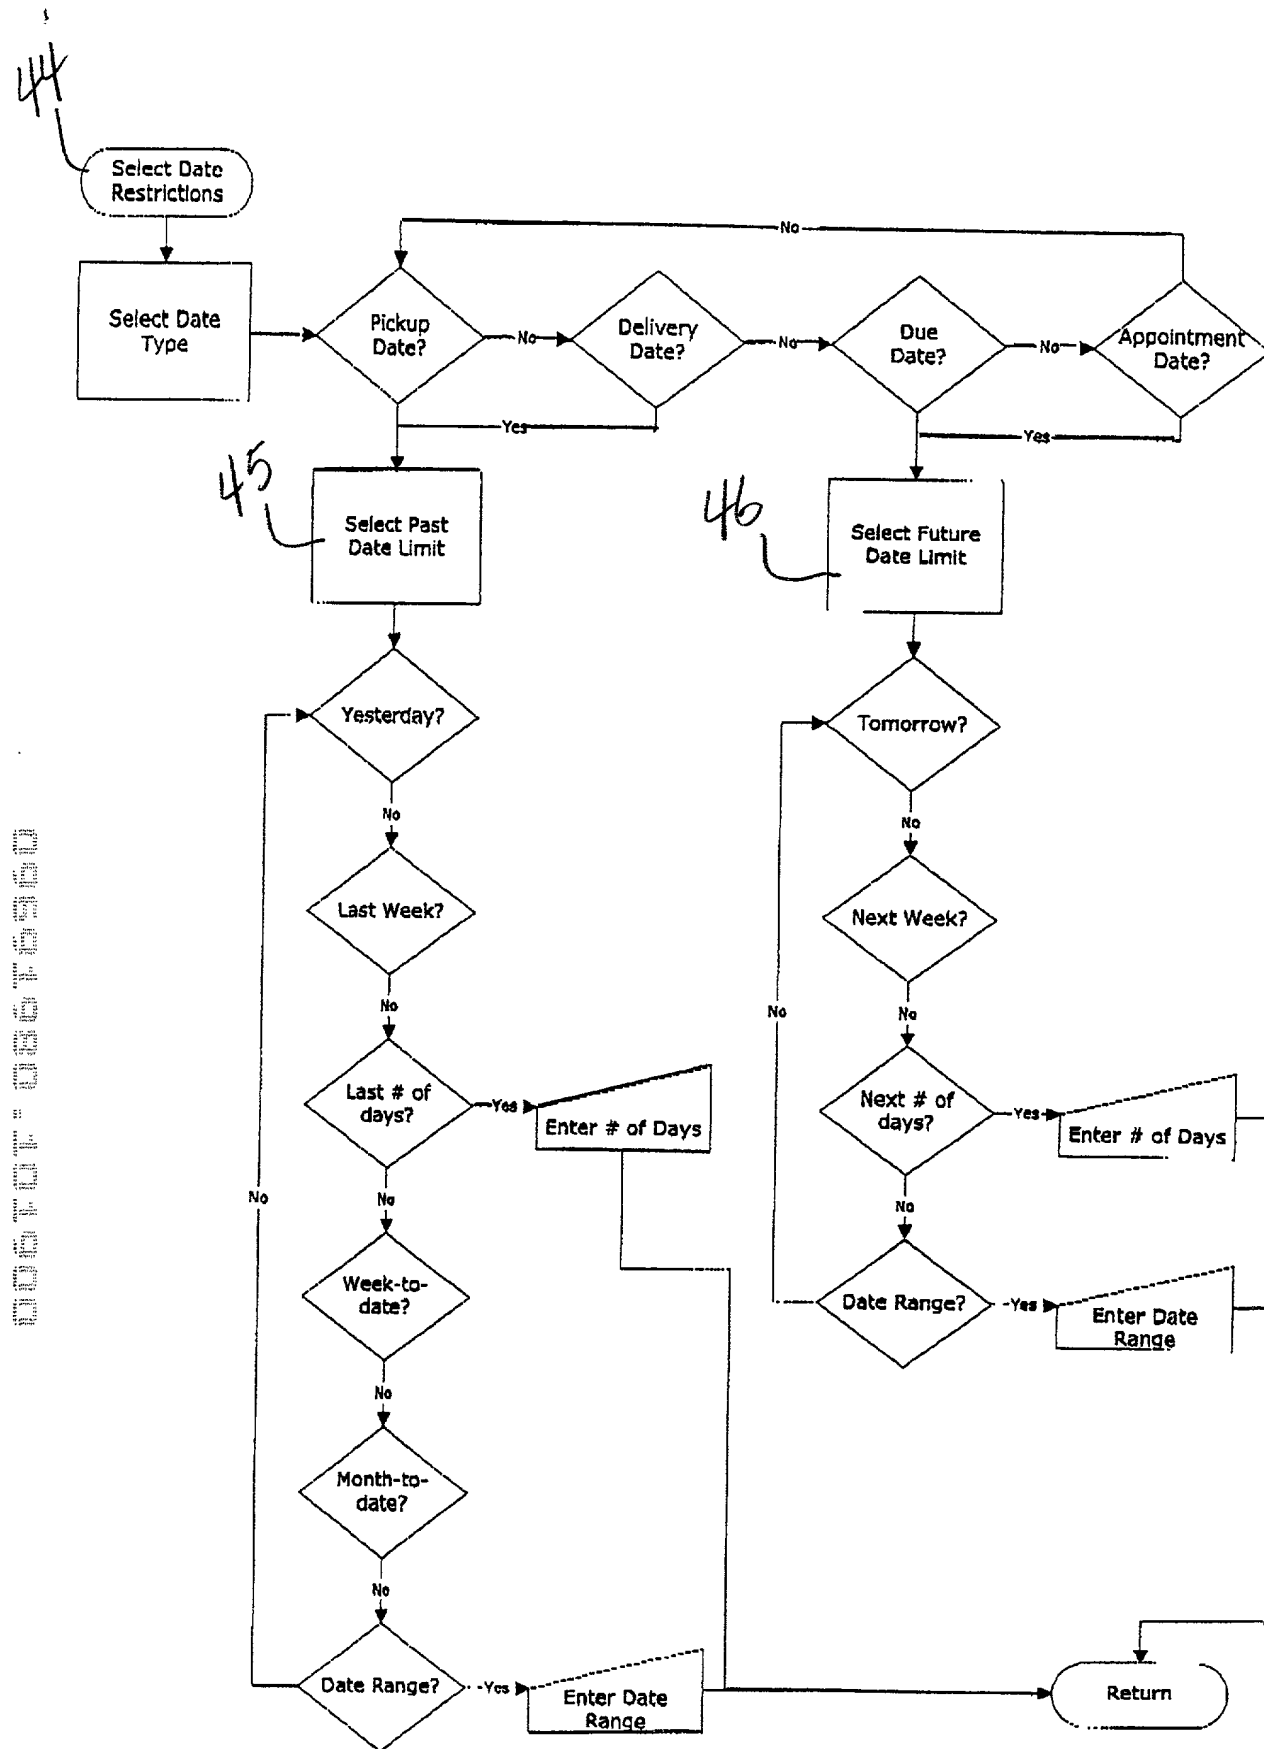 44
Select Date
Restrictions
No
Select Date
Type
Pickup
Date?
No
Delivery
Date?
No
Due
Date?
No
Appointment
Date?
Yes
Yes
45
Select Past
Date Limit
46
Select Future
Date Limit
Yesterday?
Tomorrow?
No
No
Last Week?
Next Week?
No
No
No
Last # of
days?
Yes
Enter # of Days
Next # of
days?
Yes
Enter # of Days
No
No
No
Week-to-
date?
Date Range?
Yes
Enter Date
Range
No
Month-to-
date?
No
Date Range?
Yes
Enter Date
Range
Return